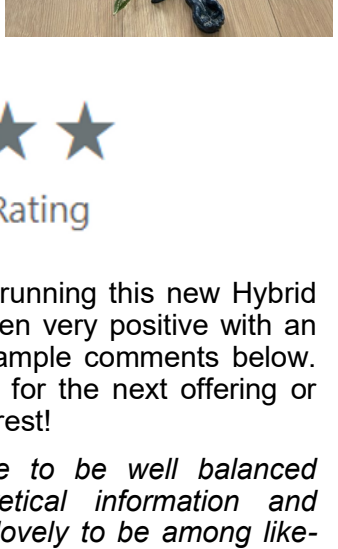 Rating
running this new Hybrid
en very positive with an
ample comments below.
for the next offering or
rest!
e to be well balanced
etical information and
lovely to be among like-